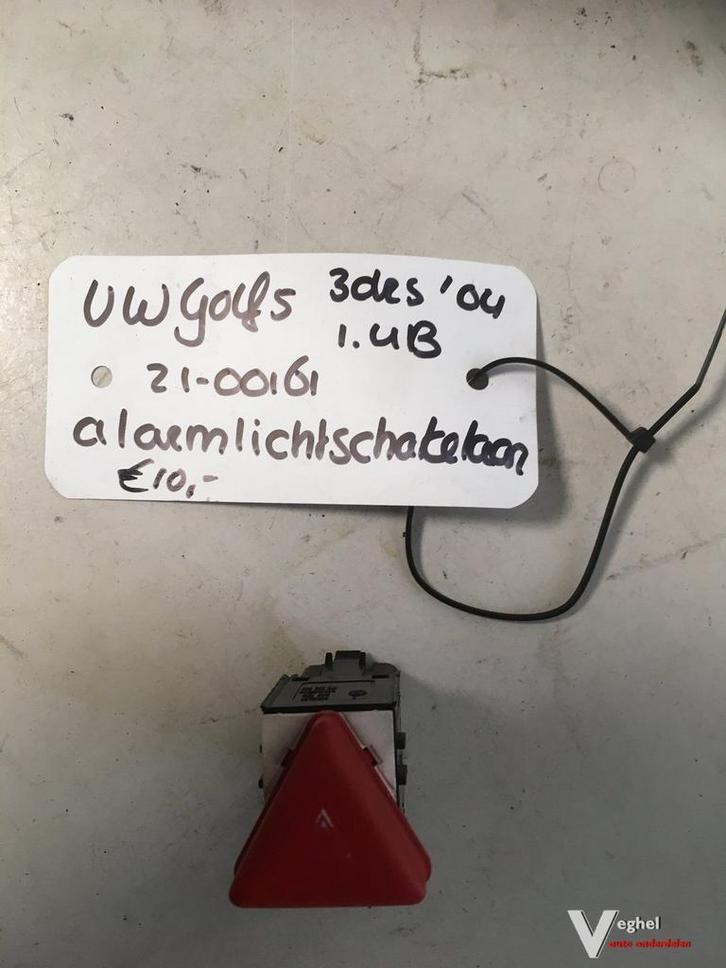 VW Golf 5 3drs '04
1.4B
21-00161
alarmlichtschakelaar
€10,-
Veghel
auto onderdelen